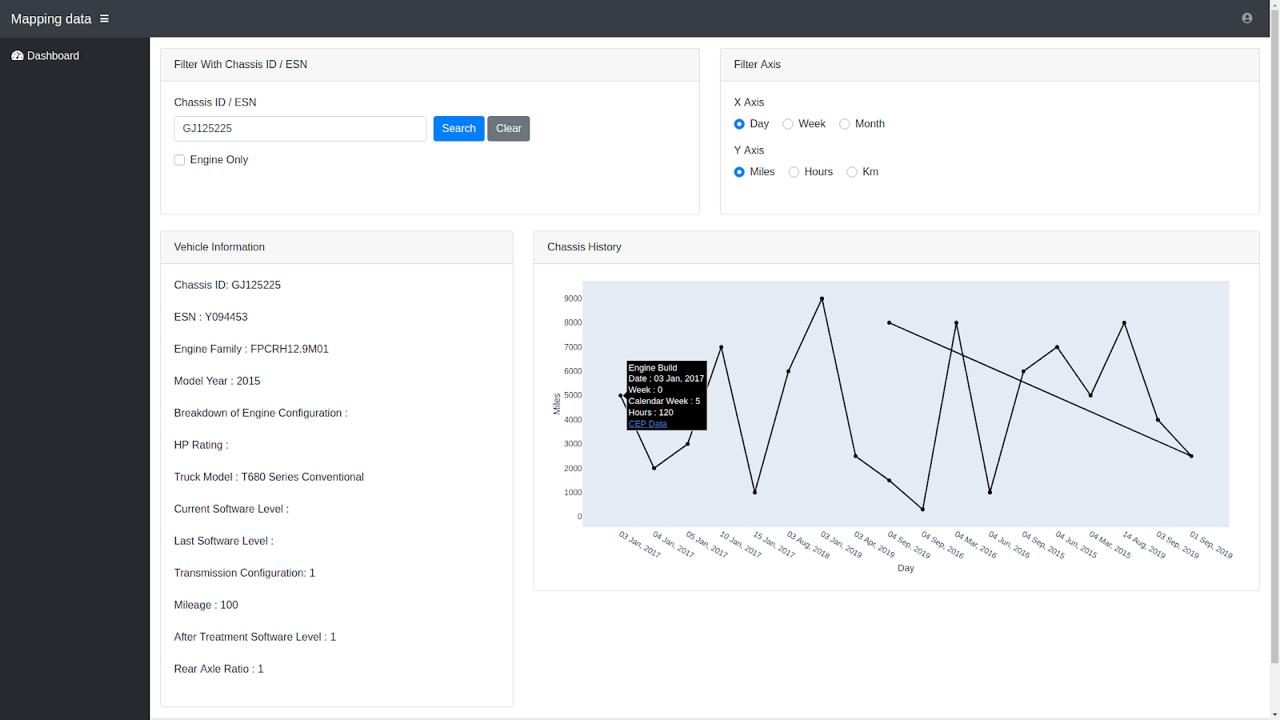 Mapping data
Dashboard
Filter With Chassis ID / ESN
Chassis ID / ESN
GJ125225
Search
Clear
Engine Only
Filter Axis
X Axis
Day Week Month
Y Axis
Miles Hours Km
Vehicle Information
Chassis ID: GJ125225
ESN : Y094453
Engine Family : FPCRH12.9M01
Model Year : 2015
Breakdown of Engine Configuration :
HP Rating :
Truck Model : T680 Series Conventional
Current Software Level :
Last Software Level :
Transmission Configuration: 1
Mileage : 100
After Treatment Software Level : 1
Rear Axle Ratio : 1
Chassis History
9000
8000
7000
6000
5000
4000
3000
2000
1000
0
Miles
Engine Build
Date : 03 Jan, 2017
Week : 0
Calendar Week : 5
Hours : 120
CEP Data
03 Jan, 2017
04 Jan, 2017
05 Jan, 2017
10 Jan, 2017
15 Jan, 2017
03 Aug, 2018
03 Jan, 2019
03 Apr, 2019
04 Sep, 2019
04 Sep, 2016
04 Mar, 2016
04 Jun, 2016
04 Sep, 2015
04 Jun, 2015
04 Mar, 2015
14 Aug, 2019
03 Sep, 2019
01 Sep, 2019
Day